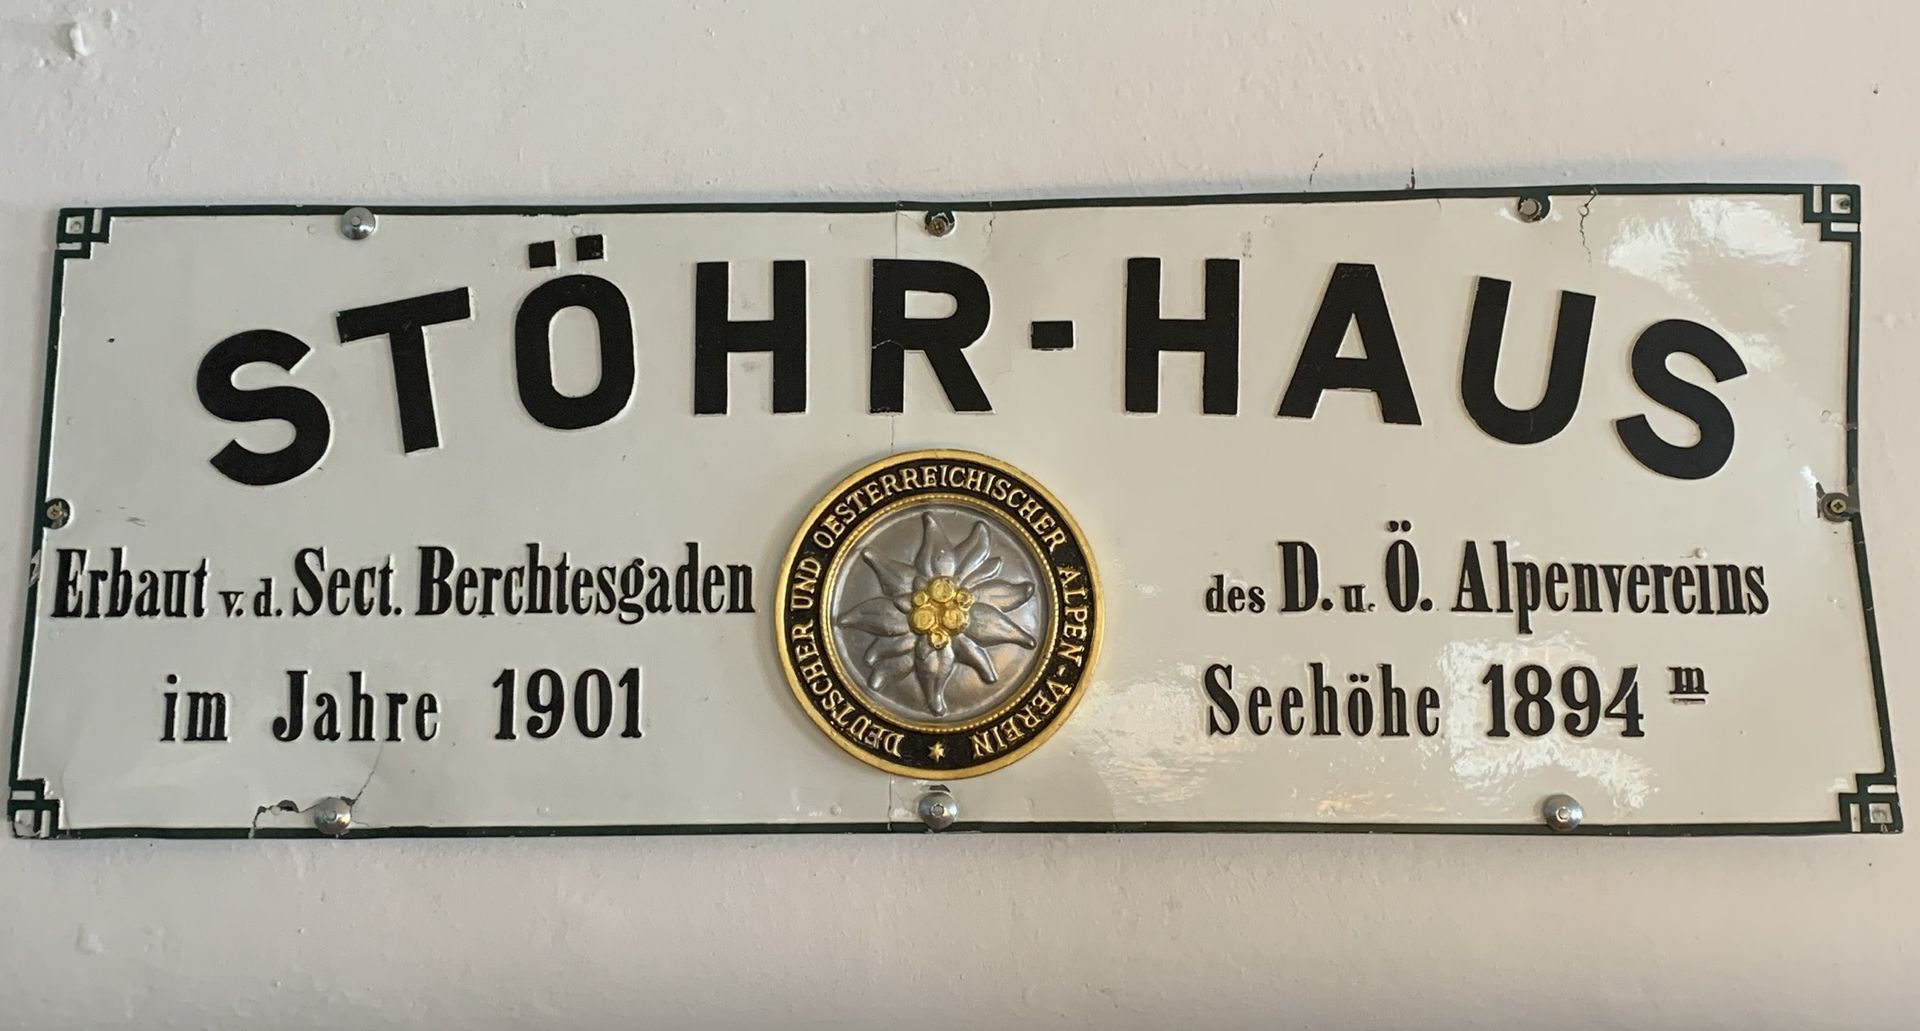 STÖHR-HAUS
Erbaut v. d. Sect. Berchtesgaden
im Jahre 1901
DEUTSCHER UND OESTERREICHISCHER ALPEN-VEREIN
des D. u. Ö. Alpenvereins
Seehöhe 1894 m